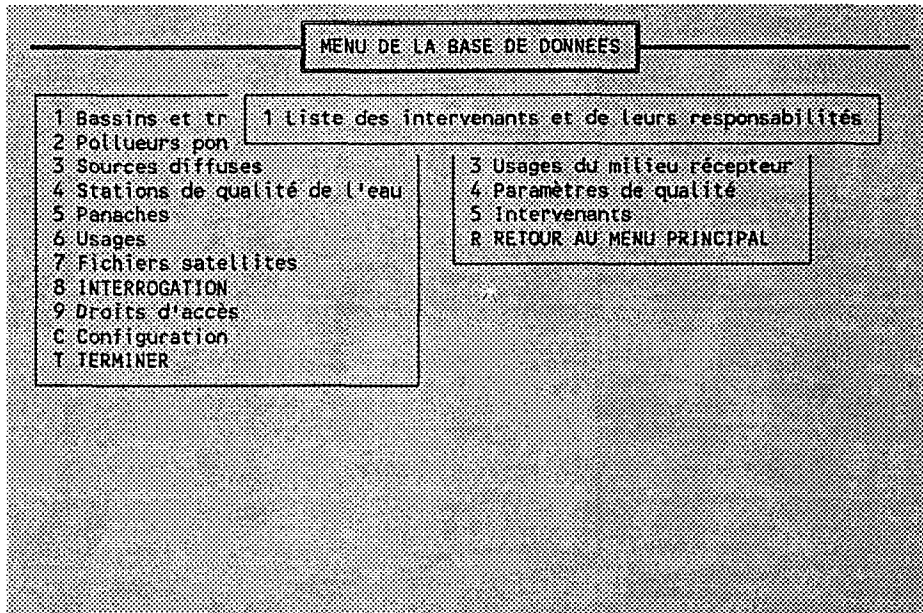 MENU DE LA BASE DE DONNEES
1 Bassins et tr
2 Pollueurs pon
3 Sources diffuses
4 Stations de qualité de l'eau
5 Panaches
6 Usages
7 Fichiers satellites
8 INTERROGATION
9 Droits d'accès
C Configuration
T TERMINER
1 Liste des intervenants et de leurs responsabilités
3 Usages du milieu récepteur
4 Paramètres de qualité
5 Intervenants
R RETOUR AU MENU PRINCIPAL